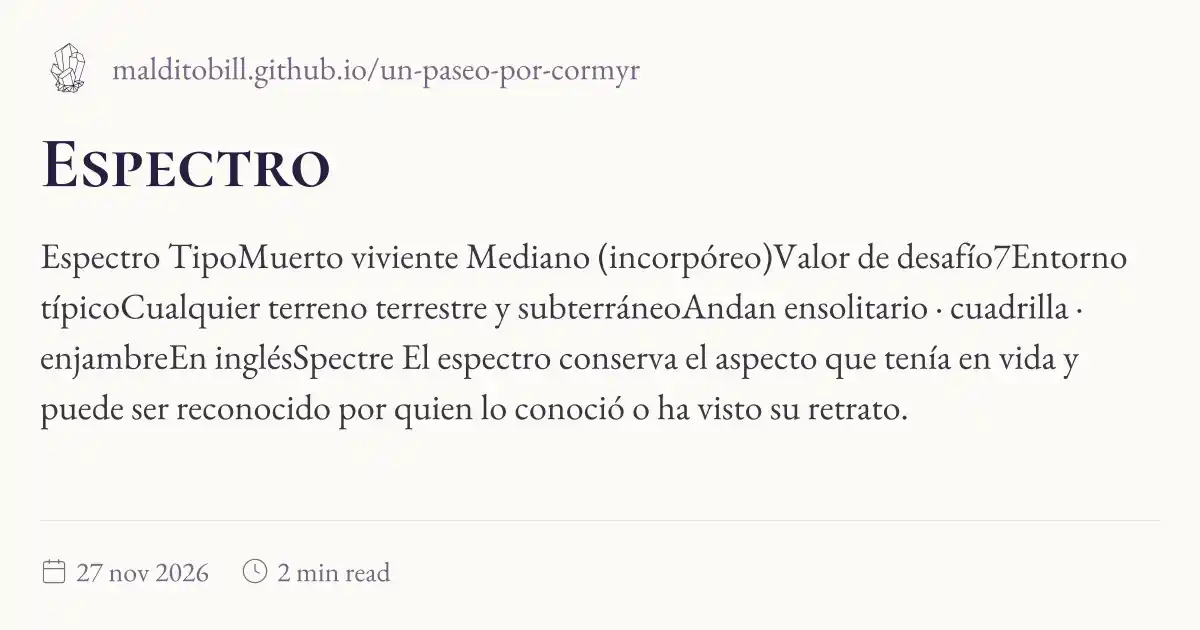 malditobill.github.io/un-paseo-por-cormyr
Espectro
Espectro TipoMuerto viviente Mediano (incorpóreo)Valor de desafío7Entorno
típicoCualquier terreno terrestre y subterráneoAndan ensolitario · cuadrilla ·
enjambreEn inglésSpectre El espectro conserva el aspecto que tenía en vida y
puede ser reconocido por quien lo conoció o ha visto su retrato.
27 nov 2026 2 min read